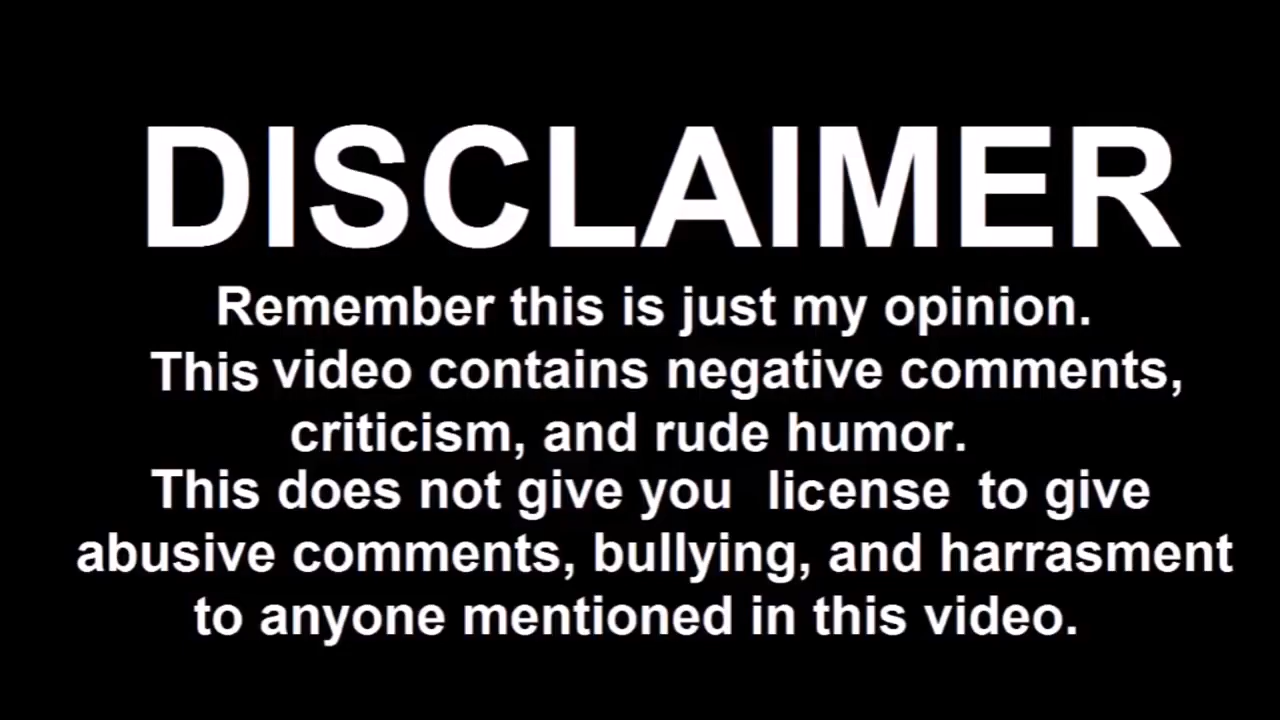 DISCLAIMER
Remember this is just my opinion.
This video contains negative comments,
criticism, and rude humor.
This does not give you license to give
abusive comments, bullying, and harrasment
to anyone mentioned in this video.